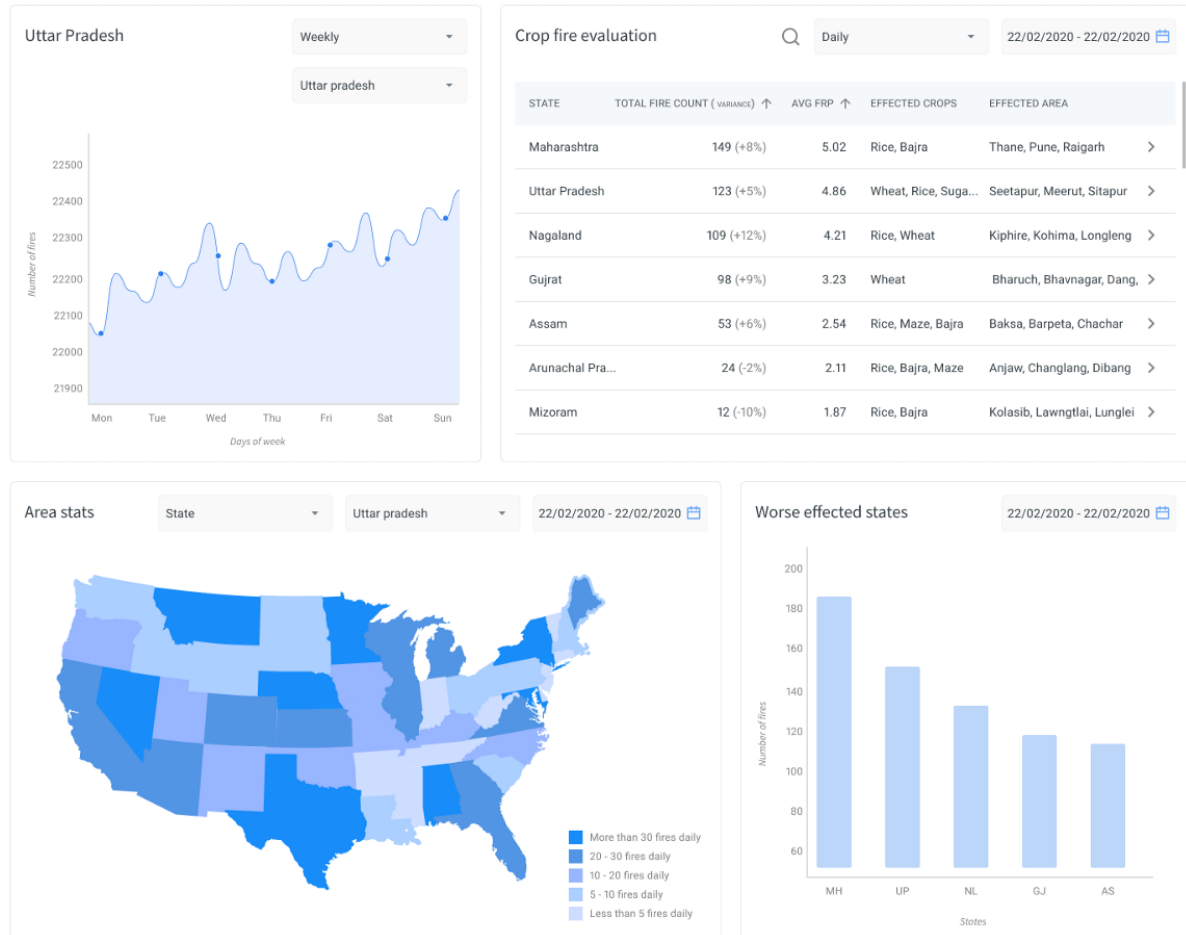 Uttar Pradesh
Weekly
Uttar pradesh
Number of fires
22500
22400
22300
22200
22100
22000
21900
Mon Tue Wed Thu Fri Sat Sun
Days of week
Crop fire evaluation
Daily
22/02/2020 - 22/02/2020
STATE TOTAL FIRE COUNT ( VARIANCE) AVG FRP EFFECTED CROPS EFFECTED AREA
Maharashtra 149 (+8%) 5.02 Rice, Bajra Thane, Pune, Raigarh
Uttar Pradesh 123 (+5%) 4.86 Wheat, Rice, Suga... Seetapur, Meerut, Sitapur
Nagaland 109 (+12%) 4.21 Rice, Wheat Kiphire, Kohima, Longleng
Gujrat 98 (+9%) 3.23 Wheat Bharuch, Bhavnagar, Dang,
Assam 53 (+6%) 2.54 Rice, Maze, Bajra Baksa, Barpeta, Chachar
Arunachal Pra... 24 (-2%) 2.11 Rice, Bajra, Maze Anjaw, Changlang, Dibang
Mizoram 12 (-10%) 1.87 Rice, Bajra Kolasib, Lawngtlai, Lunglei
Area stats
State
Uttar pradesh
22/02/2020 - 22/02/2020
More than 30 fires daily
20 - 30 fires daily
10 - 20 fires daily
5 - 10 fires daily
Less than 5 fires daily
Worse effected states
22/02/2020 - 22/02/2020
Number of fires
200
180
160
140
120
100
80
60
MH UP NL GJ AS
States